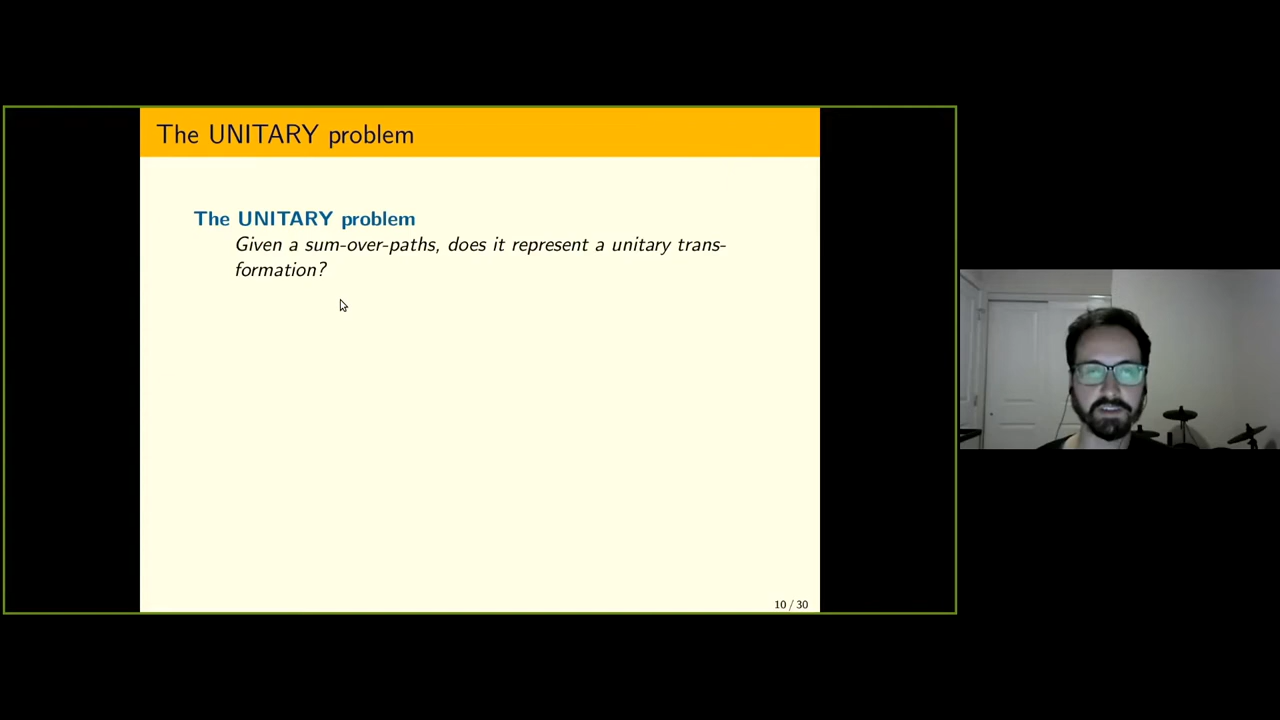 The UNITARY problem
The UNITARY problem
Given a sum-over-paths, does it represent a unitary trans-
formation?
10 / 30